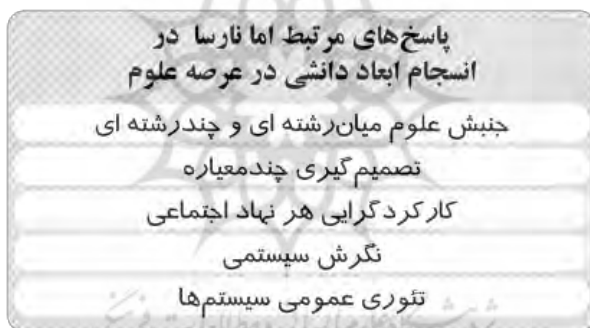 پاسخ‌های مرتبط اما نارسا در
انسجام ابعاد دانشی در عرصه علوم
جنبش علوم میان‌رشته ای و چندرشته ای
تصمیم گیری چندمعیاره
کارکردگرایی هر نهاد اجتماعی
نگرش سیستمی
تئوری عمومی سیستم‌ها